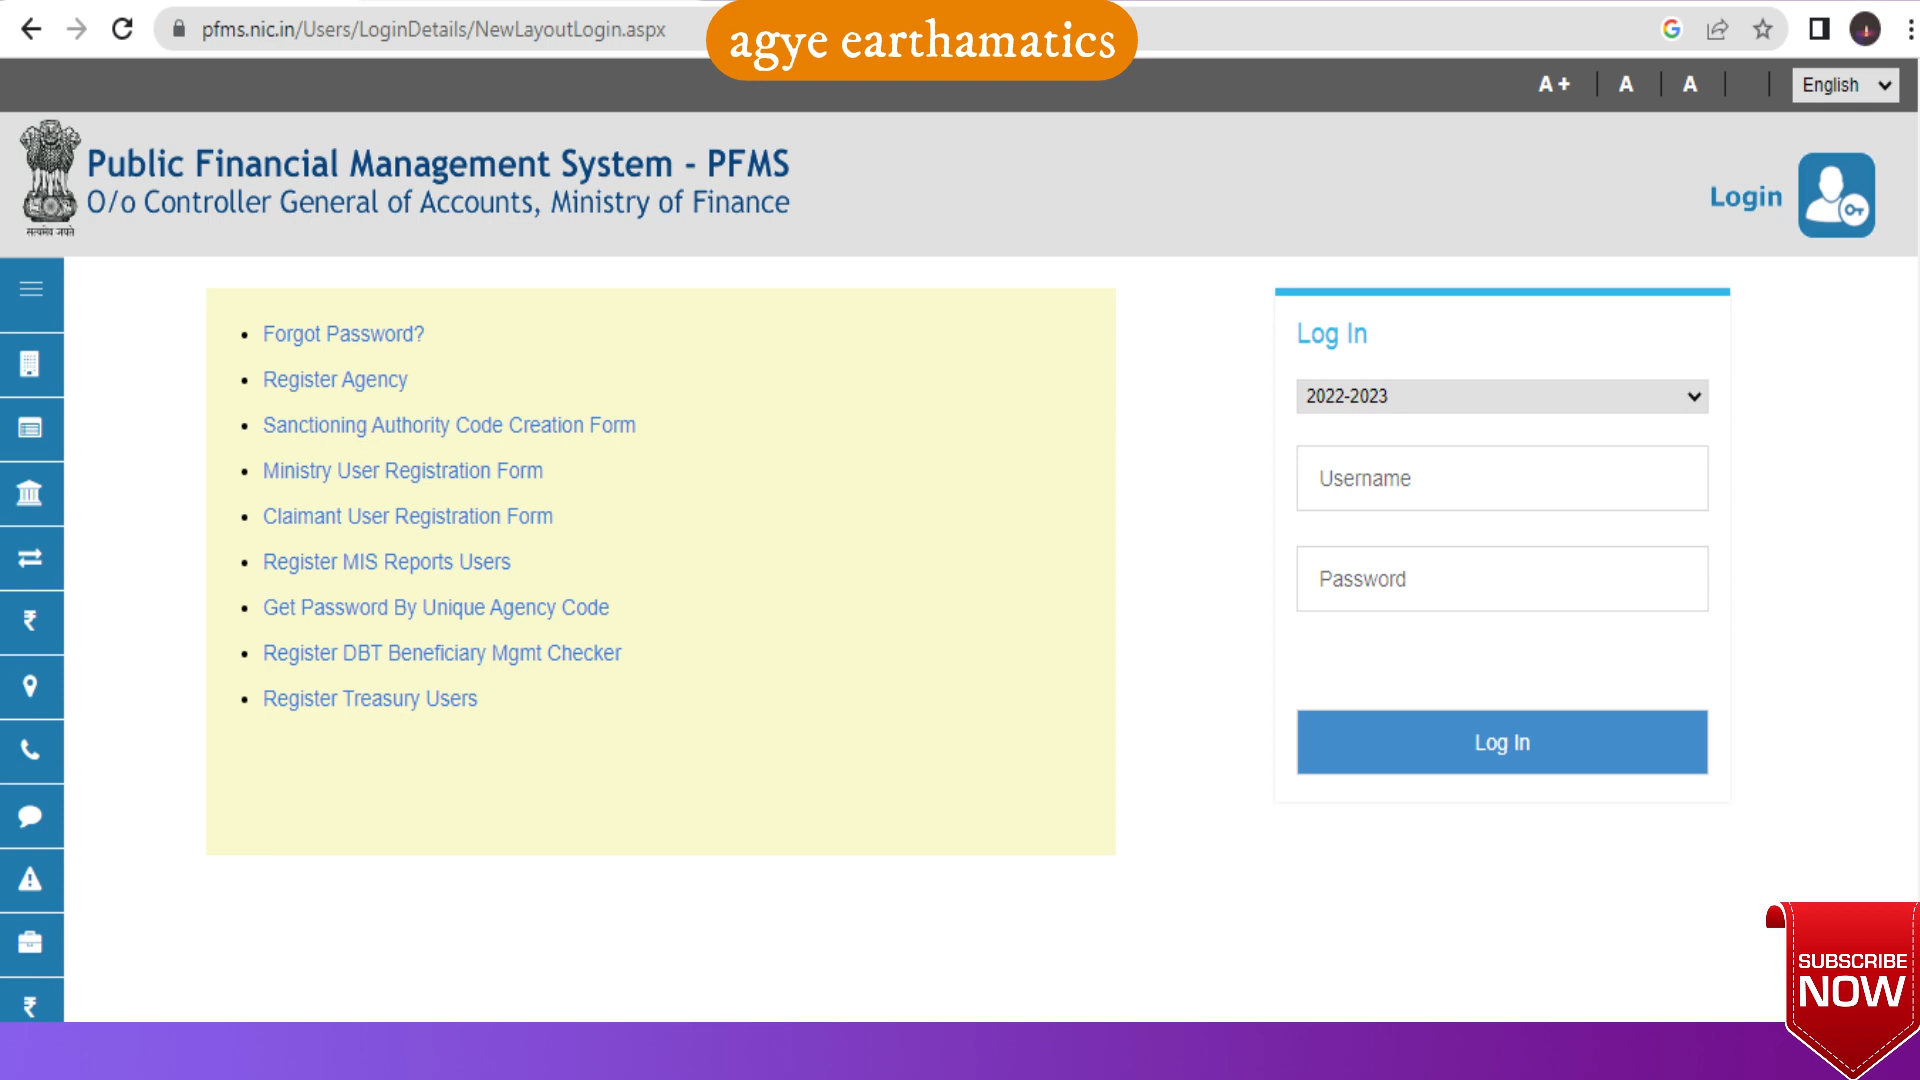 pfms.nic.in/Users/LoginDetails/NewLayoutLogin.aspx
agye earthamatics
A+ A A English
Public Financial Management System - PFMS
O/o Controller General of Accounts, Ministry of Finance
सत्यमेव जयते
Login
Forgot Password?
Register Agency
Sanctioning Authority Code Creation Form
Ministry User Registration Form
Claimant User Registration Form
Register MIS Reports Users
Get Password By Unique Agency Code
Register DBT Beneficiary Mgmt Checker
Register Treasury Users
Log In
2022-2023
Username
Password
Log In
SUBSCRIBE
NOW